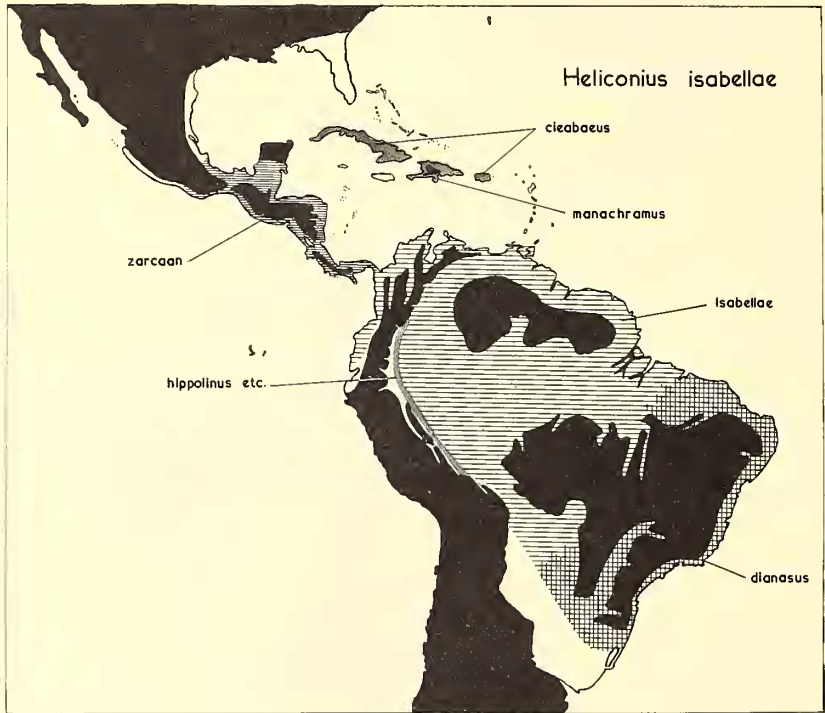 Heliconius isabellae
cleabaeus
manachramus
zarcaan
Isabellae
hippolinus etc.
dianasus